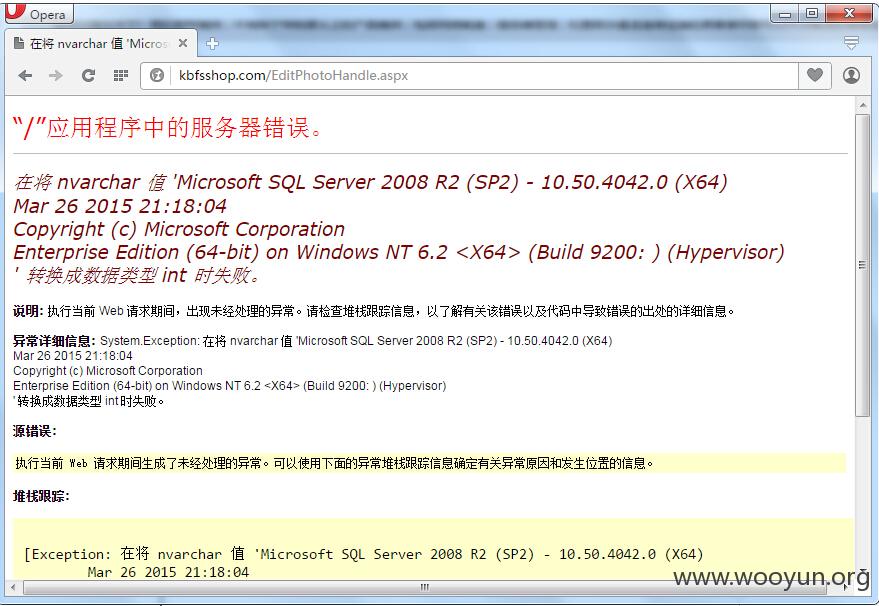 Opera
在将 nvarchar 值 'Micros
kbfsshop.com/EditPhotoHandle.aspx
“/”应用程序中的服务器错误。
在将 nvarchar 值 'Microsoft SQL Server 2008 R2 (SP2) - 10.50.4042.0 (X64)
Mar 26 2015 21:18:04
Copyright (c) Microsoft Corporation
Enterprise Edition (64-bit) on Windows NT 6.2 <X64> (Build 9200: ) (Hypervisor)
' 转换成数据类型 int 时失败。
说明: 执行当前 Web 请求期间，出现未经处理的异常。请检查堆栈跟踪信息，以了解有关该错误以及代码中导致错误的出处的详细信息。
异常详细信息: System.Exception: 在将 nvarchar 值 'Microsoft SQL Server 2008 R2 (SP2) - 10.50.4042.0 (X64)
Mar 26 2015 21:18:04
Copyright (c) Microsoft Corporation
Enterprise Edition (64-bit) on Windows NT 6.2 <X64> (Build 9200: ) (Hypervisor)
' 转换成数据类型 int 时失败。
源错误:
执行当前 Web 请求期间生成了未经处理的异常。可以使用下面的异常堆栈跟踪信息确定有关异常原因和发生位置的信息。
堆栈跟踪:
[Exception: 在将 nvarchar 值 'Microsoft SQL Server 2008 R2 (SP2) - 10.50.4042.0 (X64)
Mar 26 2015 21:18:04
www.wooyun.org